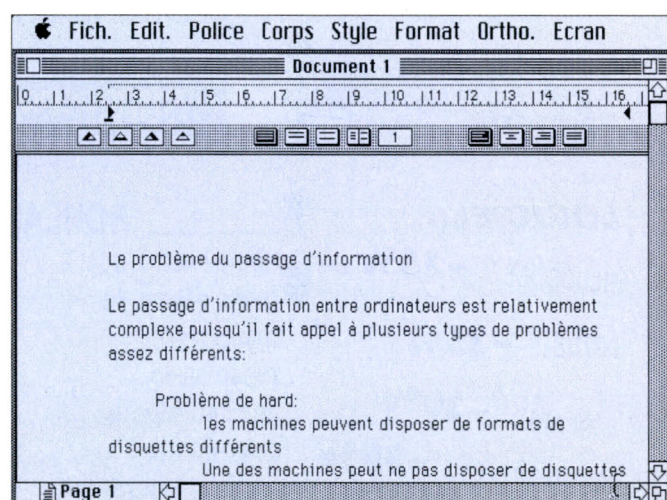 Fich. Edit. Police Corps Style Format Ortho. Ecran
Document 1
0 1 2 3 4 5 6 7 8 9 10 11 12 13 14 15 16
1
Le problème du passage d'information
Le passage d'information entre ordinateurs est relativement
complexe puisqu'il fait appel à plusieurs types de problèmes
assez différents:
Problème de hard:
les machines peuvent disposer de formats de
disquettes différents
Une des machines peut ne pas disposer de disquettes
Page 1